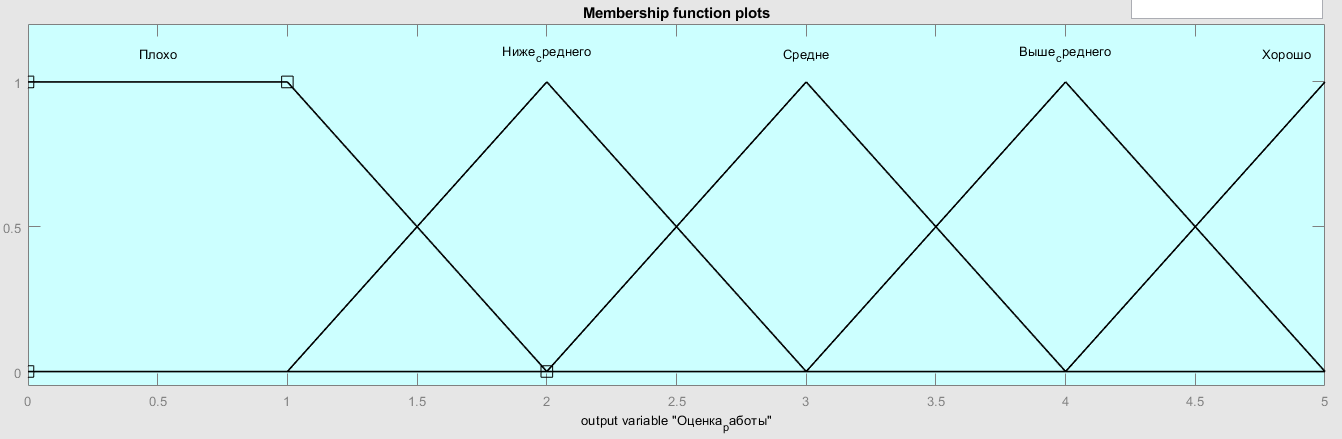 Membership function plots
Плохо
Ниже_среднего
Средне
Выше_среднего
Хорошо
1
0.5
0
0 0.5 1 1.5 2 2.5 3 3.5 4 4.5 5
output variable "Оценка_работы"